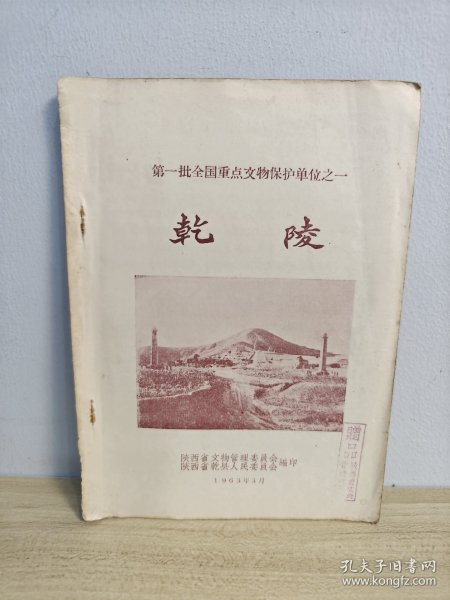 第一批全国重点文物保护单位之一
乾 陵
陕西省文物管理委员会
陕西省乾县人民委员会 编印
1963年3月
孔夫子旧书网
www.kongfz.com